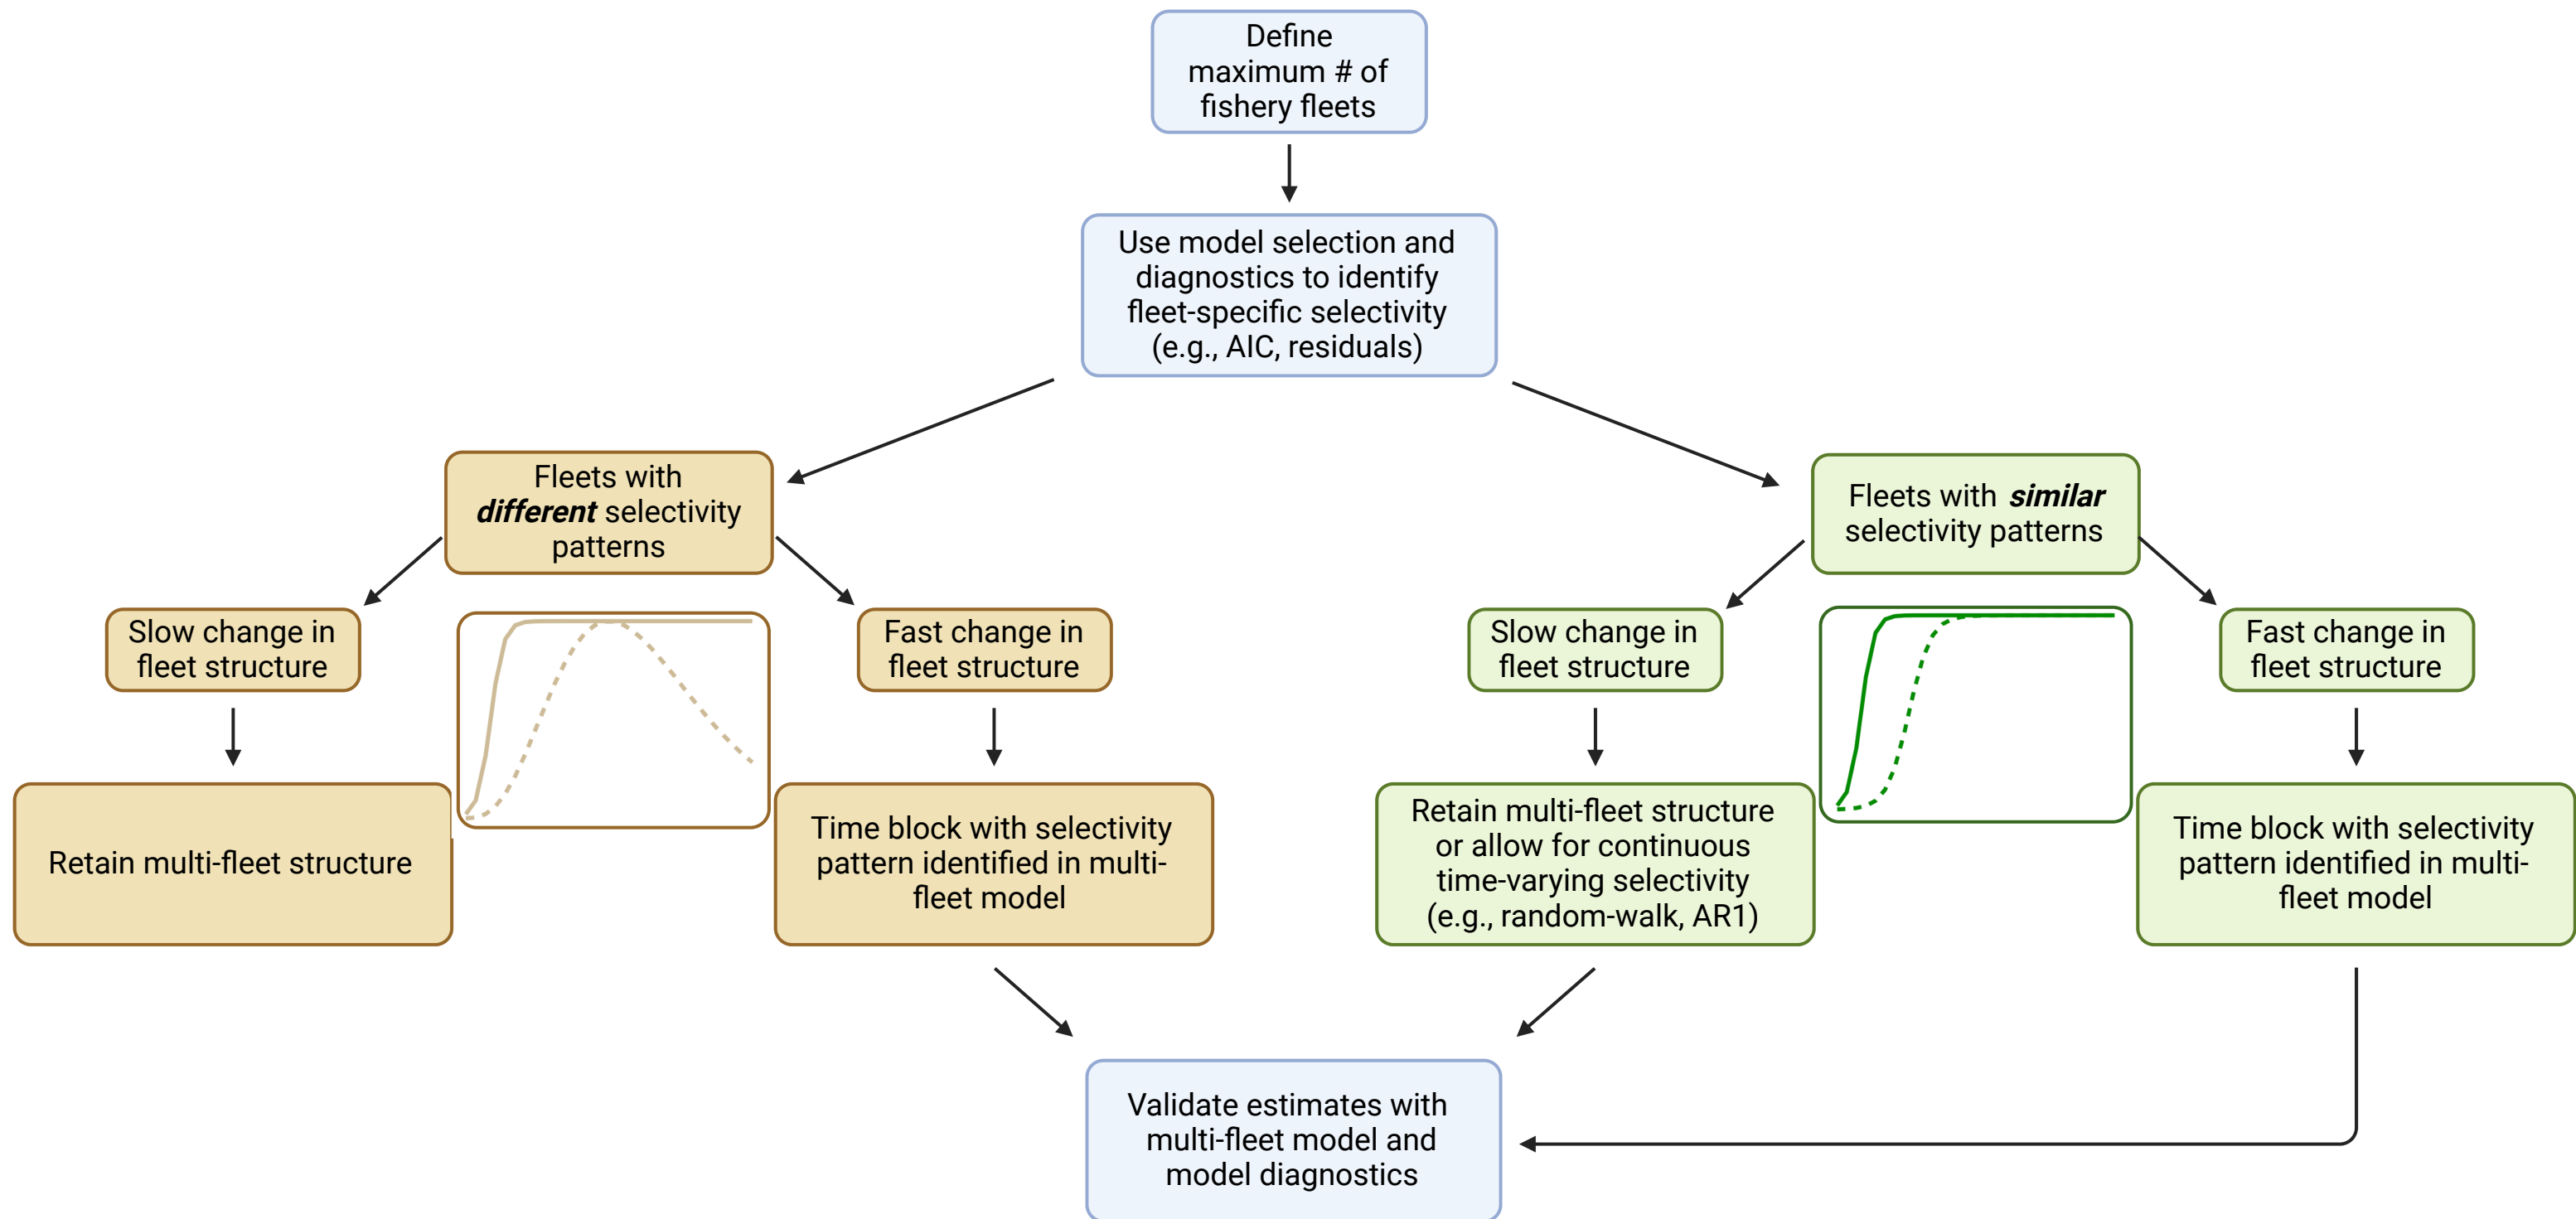 Define
maximum # of
fishery fleets
Use model selection and
diagnostics to identify
fleet-specific selectivity
(e.g., AIC, residuals)
Fleets with
different selectivity
patterns
Fleets with similar
selectivity patterns
Slow change in
fleet structure
Fast change in
fleet structure
Slow change in
fleet structure
Fast change in
fleet structure
Retain multi-fleet structure
Time block with selectivity
pattern identified in multi-
fleet model
Retain multi-fleet structure
or allow for continuous
time-varying selectivity
(e.g., random-walk, AR1)
Time block with selectivity
pattern identified in multi-
fleet model
Validate estimates with
multi-fleet model and
model diagnostics